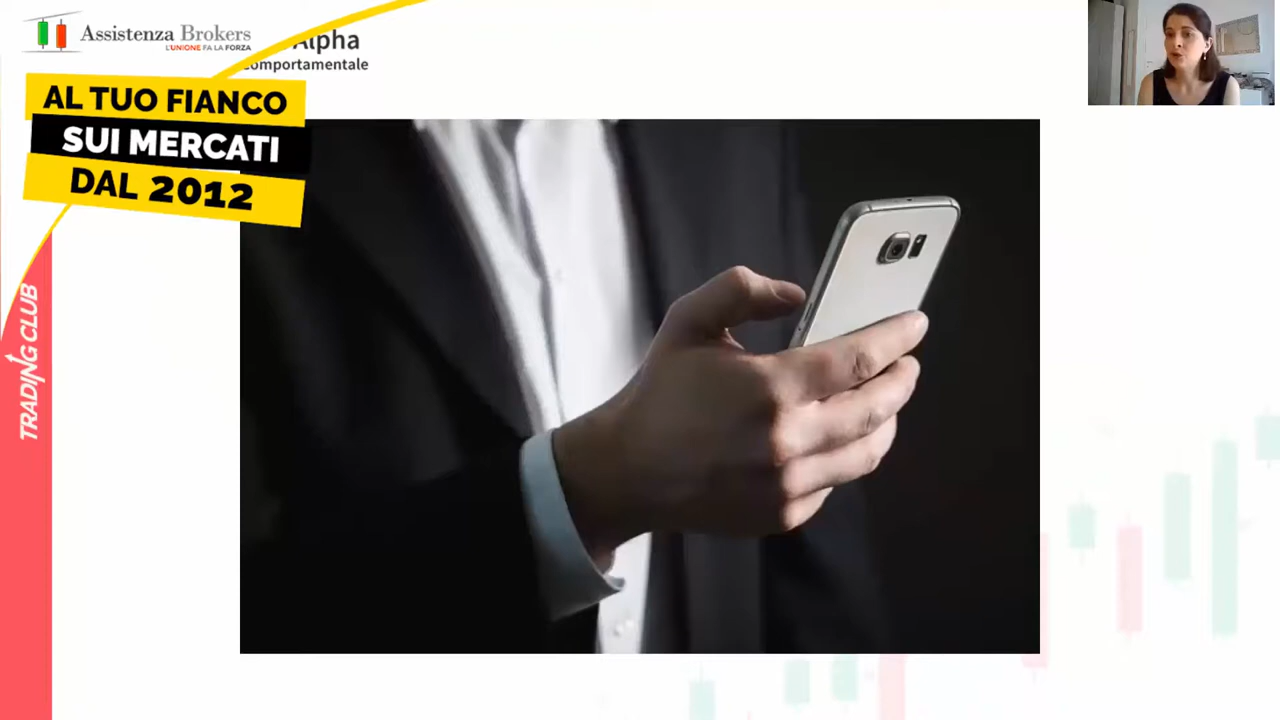 Assistenza Brokers
L'UNIONE FA LA FORZA
Alpha
comportamentale
AL TUO FIANCO
SUI MERCATI
DAL 2012
TRADING CLUB